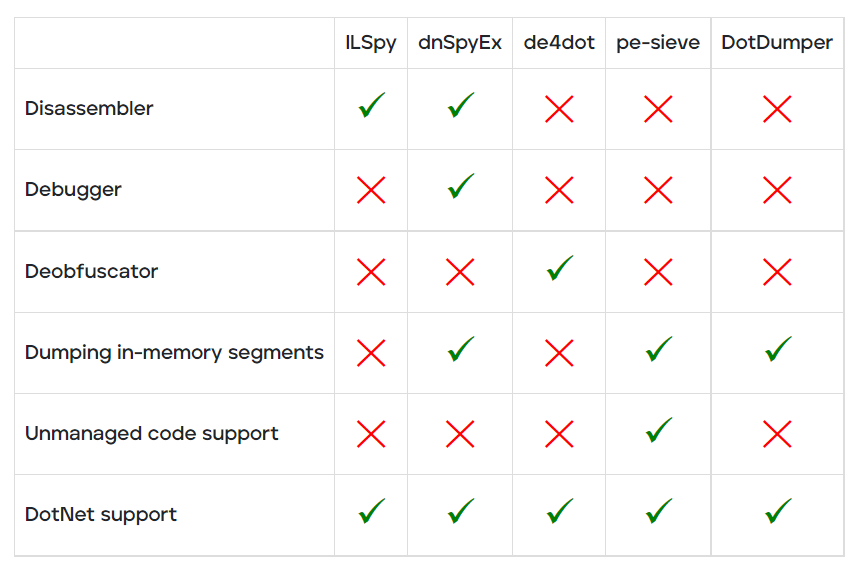 ILSpy dnSpyEx de4dot pe-sieve DotDumper
Disassembler ✓ ✓ ✗ ✗ ✗
Debugger ✗ ✓ ✗ ✗ ✗
Deobfuscator ✗ ✗ ✓ ✗ ✗
Dumping in-memory segments ✗ ✓ ✗ ✓ ✓
Unmanaged code support ✗ ✗ ✗ ✓ ✗
DotNet support ✓ ✓ ✓ ✓ ✓